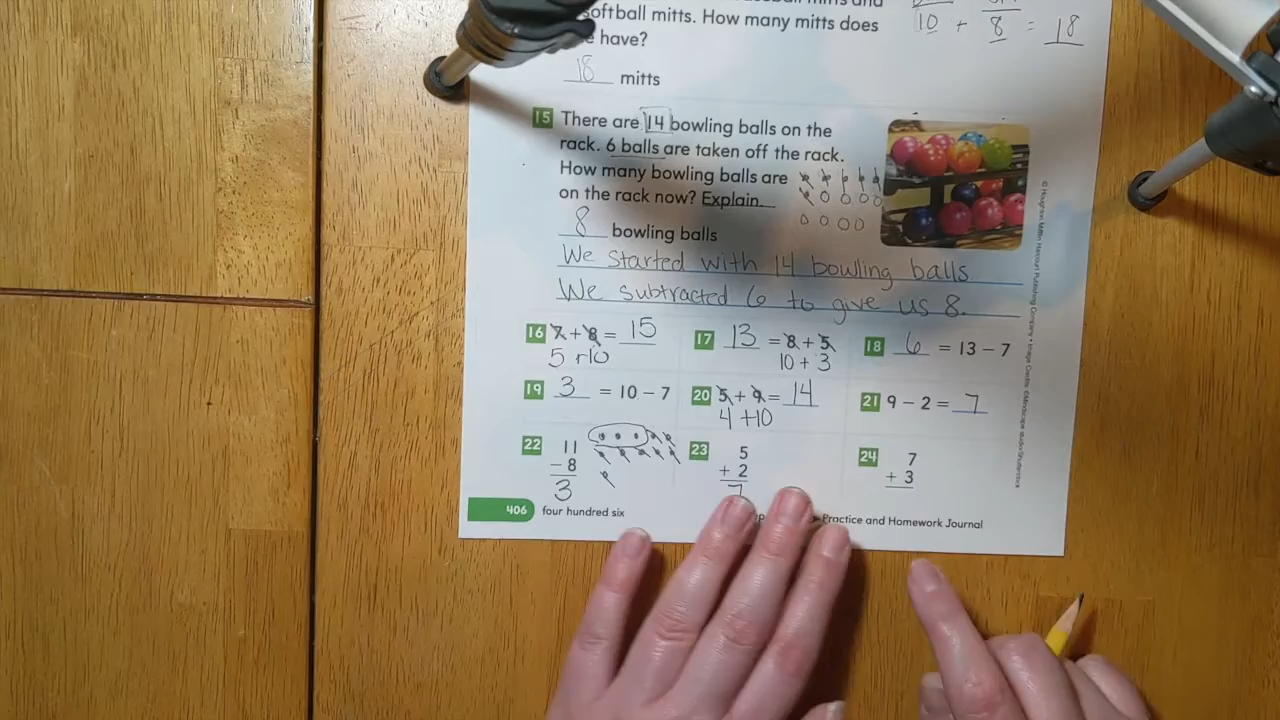 softball mitts. How many mitts does
have?
10 + 8 = 18
18 mitts
15 There are 14 bowling balls on the
rack. 6 balls are taken off the rack.
How many bowling balls are
on the rack now? Explain.
8 bowling balls
We started with 14 bowling balls
We subtracted 6 to give us 8.
16 7 + 8 = 15
5 + 10
17 13 = 8 + 5
10 + 3
18 6 = 13 − 7
19 3 = 10 − 7
20 5 + 9 = 14
4 + 10
21 9 − 2 = 7
22 11
− 8
3
23 5
+ 2
7
24 7
+ 3
406 four hundred six
Practice and Homework Journal